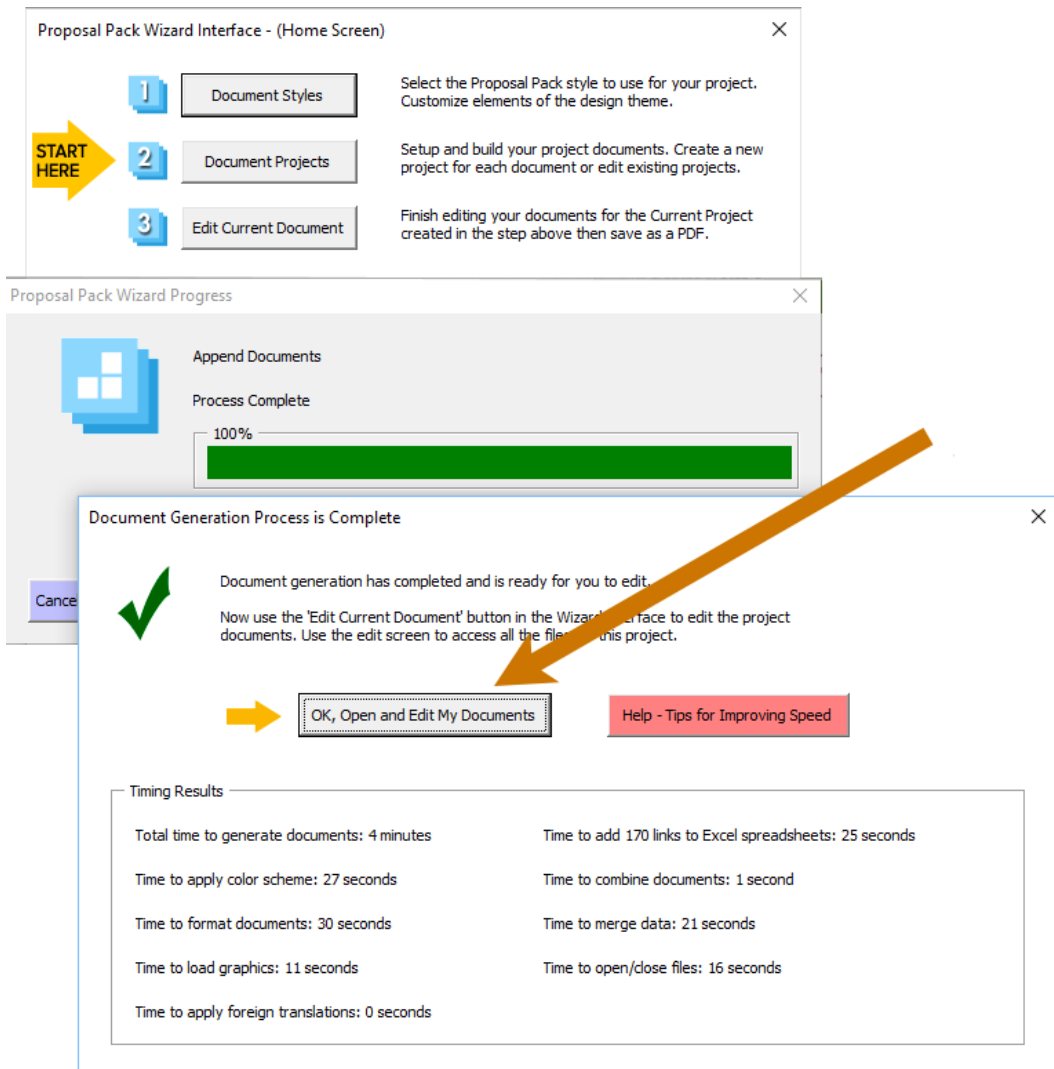 Proposal Pack Wizard Interface - (Home Screen)
1
Document Styles
Select the Proposal Pack style to use for your project.
Customize elements of the design theme.
START
HERE
2
Document Projects
Setup and build your project documents. Create a new
project for each document or edit existing projects.
3
Edit Current Document
Finish editing your documents for the Current Project
created in the step above then save as a PDF.
Proposal Pack Wizard Progress
Append Documents
Process Complete
100%
Cance
Document Generation Process is Complete
Document generation has completed and is ready for you to edit.
Now use the 'Edit Current Document' button in the Wizard to edit the project
documents. Use the edit screen to access all the this project.
OK, Open and Edit My Documents
Help - Tips for Improving Speed
Timing Results
Total time to generate documents: 4 minutes
Time to add 170 links to Excel spreadsheets: 25 seconds
Time to apply color scheme: 27 seconds
Time to combine documents: 1 second
Time to format documents: 30 seconds
Time to merge data: 21 seconds
Time to load graphics: 11 seconds
Time to open/close files: 16 seconds
Time to apply foreign translations: 0 seconds